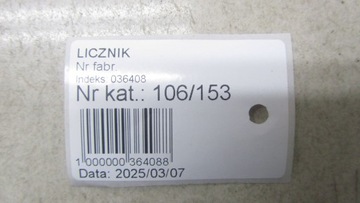 LICZNIK
Nr fabr.
Indeks: 036408
Nr kat.: 106/153
1 000000 364088
Data: 2025/03/07